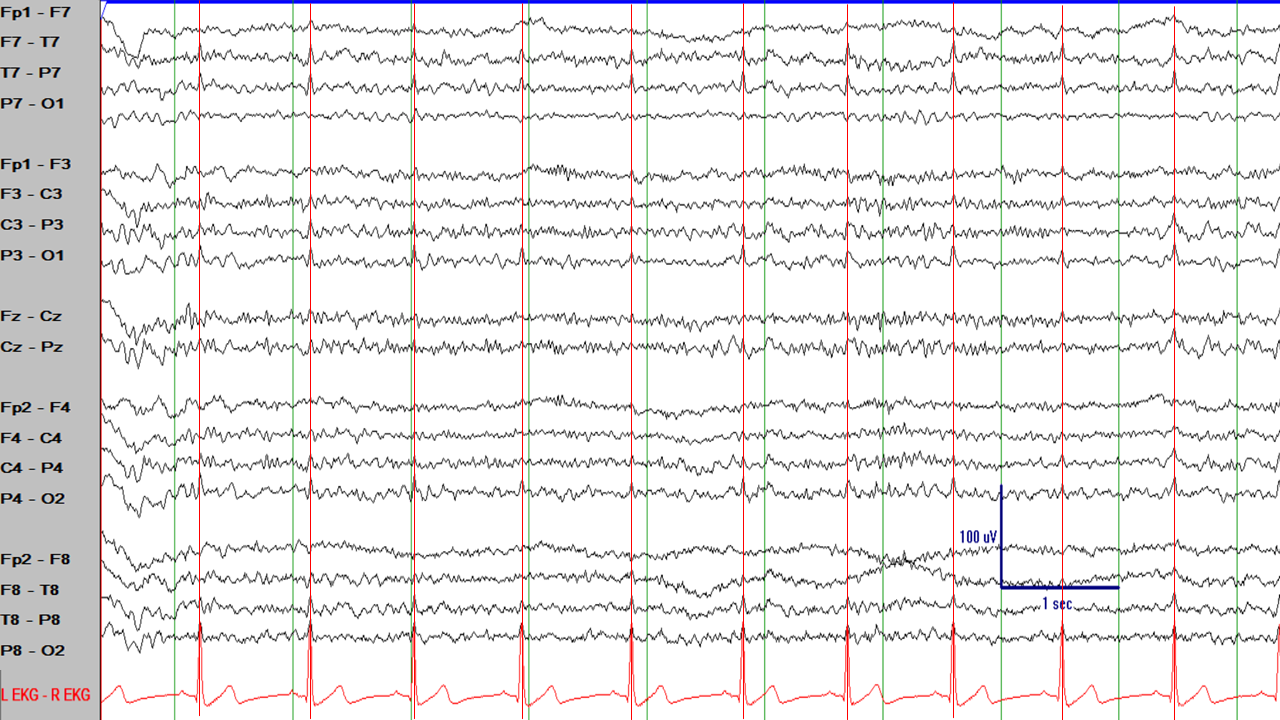 Fp1 - F7
F7 - T7
T7 - P7
P7 - O1
Fp1 - F3
F3 - C3
C3 - P3
P3 - O1
Fz - Cz
Cz - Pz
Fp2 - F4
F4 - C4
C4 - P4
P4 - O2
100 uV
Fp2 - F8
F8 - T8
1 sec
T8 - P8
P8 - O2
L EKG - R EKG